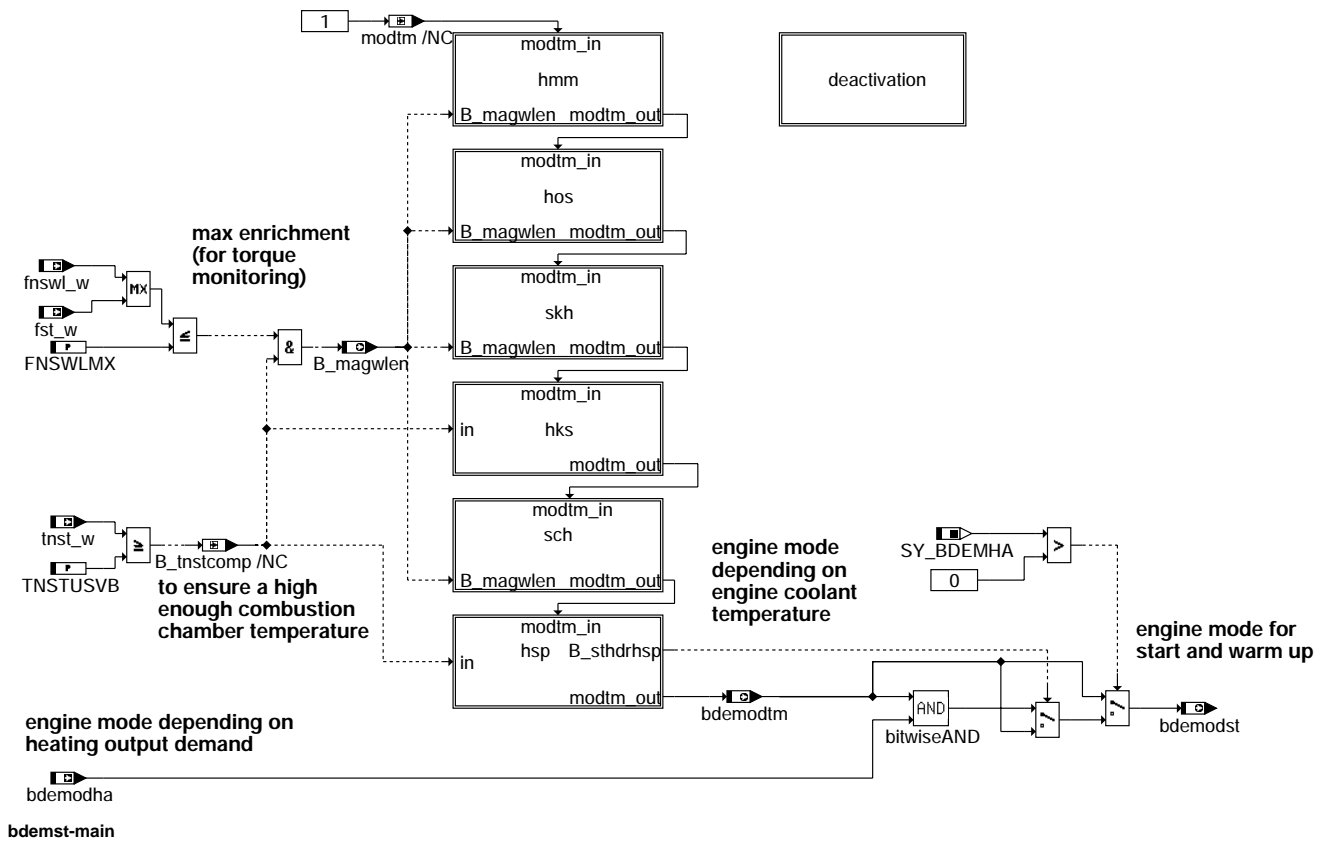 1
modtm /NC
modtm_in
hmm
B_magwlen modtm_out
deactivation
modtm_in
hos
B_magwlen modtm_out
max enrichment
(for torque
monitoring)
fnswl_w
MX
fst_w
FNSWLMX
≤
&
B_magwlen
modtm_in
skh
B_magwlen modtm_out
modtm_in
in
hks
modtm_out
tnst_w
TNSTUSVB
≥
B_tnstcomp /NC
to ensure a high
enough combustion
chamber temperature
modtm_in
sch
B_magwlen modtm_out
engine mode
depending on
engine coolant
temperature
SY_BDEMHA
0
>
engine mode for
start and warm up
modtm_in
hsp B_sthdrhsp
in
modtm_out
bdemodtm
AND
bitwiseAND
bdemodst
engine mode depending on
heating output demand
bdemodha
bdemst-main